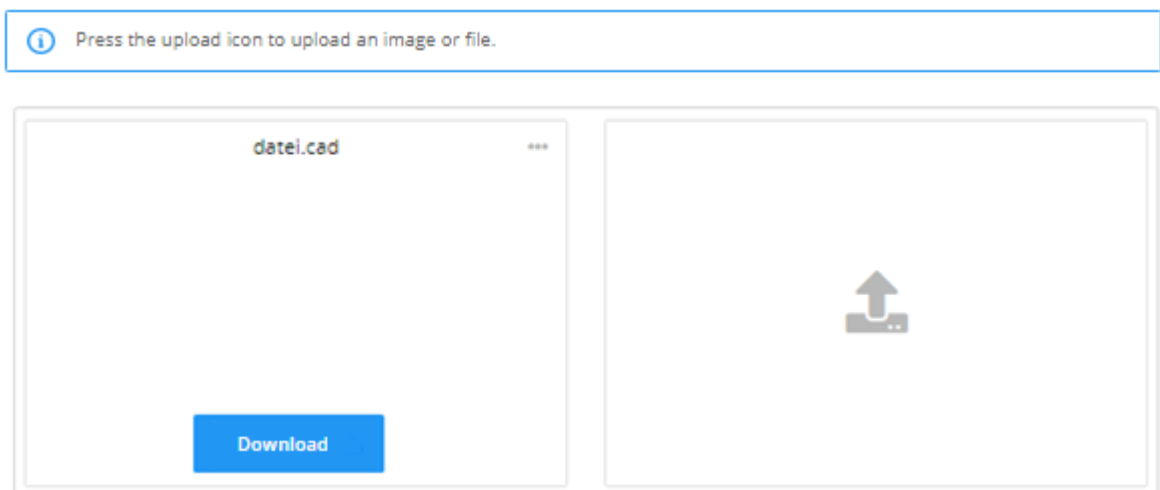 Press the upload icon to upload an image or file.
datei.cad
Download